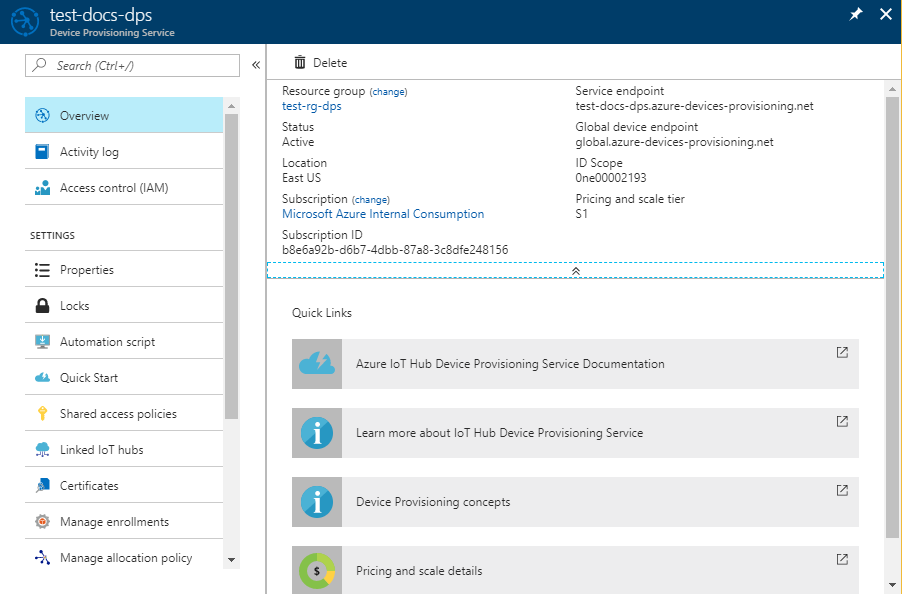 test-docs-dps
Device Provisioning Service
Search (Ctrl+/)
Overview
Activity log
Access control (IAM)
SETTINGS
Properties
Locks
Automation script
Quick Start
Shared access policies
Linked IoT hubs
Certificates
Manage enrollments
Manage allocation policy
Delete
Resource group (change)
test-rg-dps
Status
Active
Location
East US
Subscription (change)
Microsoft Azure Internal Consumption
Subscription ID
b8e6a92b-d6b7-4dbb-87a8-3c8dfe248156
Service endpoint
test-docs-dps.azure-devices-provisioning.net
Global device endpoint
global.azure-devices-provisioning.net
ID Scope
0ne00002193
Pricing and scale tier
S1
Quick Links
Azure IoT Hub Device Provisioning Service Documentation
Learn more about IoT Hub Device Provisioning Service
Device Provisioning concepts
Pricing and scale details